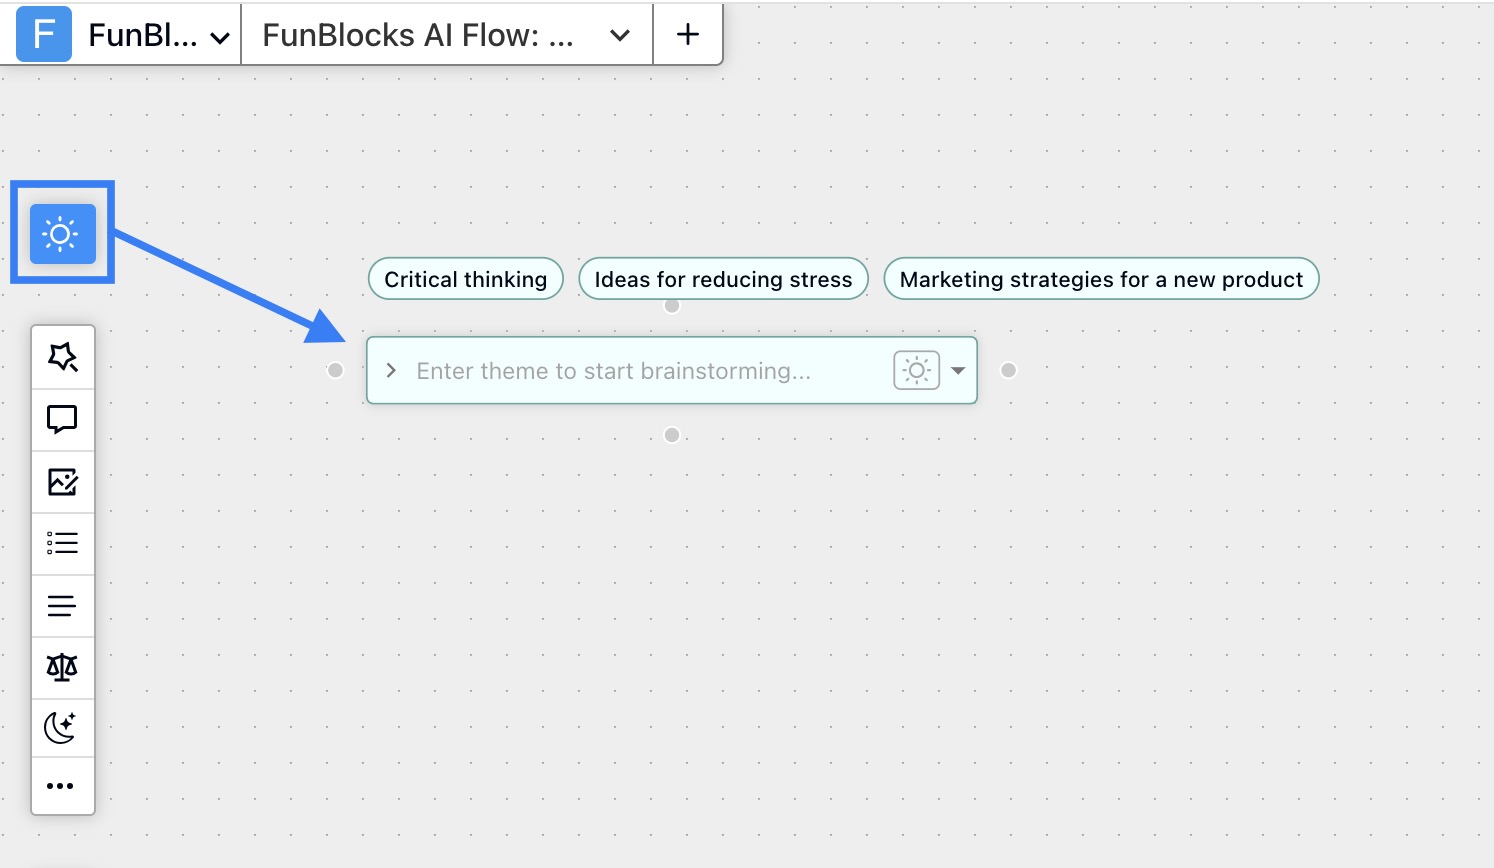 F FunBl... FunBlocks AI Flow: ... +
Critical thinking Ideas for reducing stress Marketing strategies for a new product
Enter theme to start brainstorming...